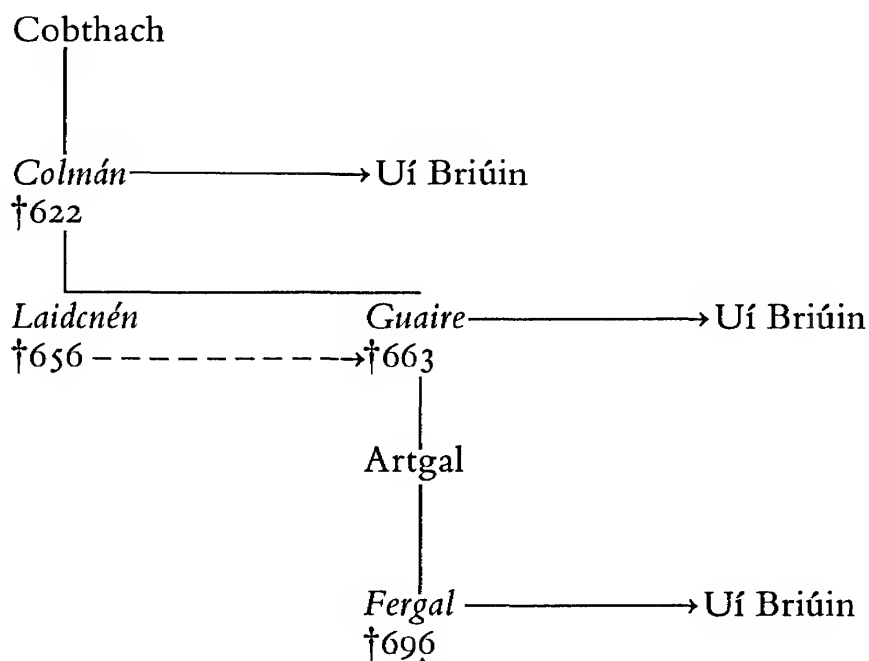 Cobthach
Colmán Uí Briúin
†622
Laidcnén Guaire Uí Briúin
†656 †663
Artgal
Fergal Uí Briúin
†696